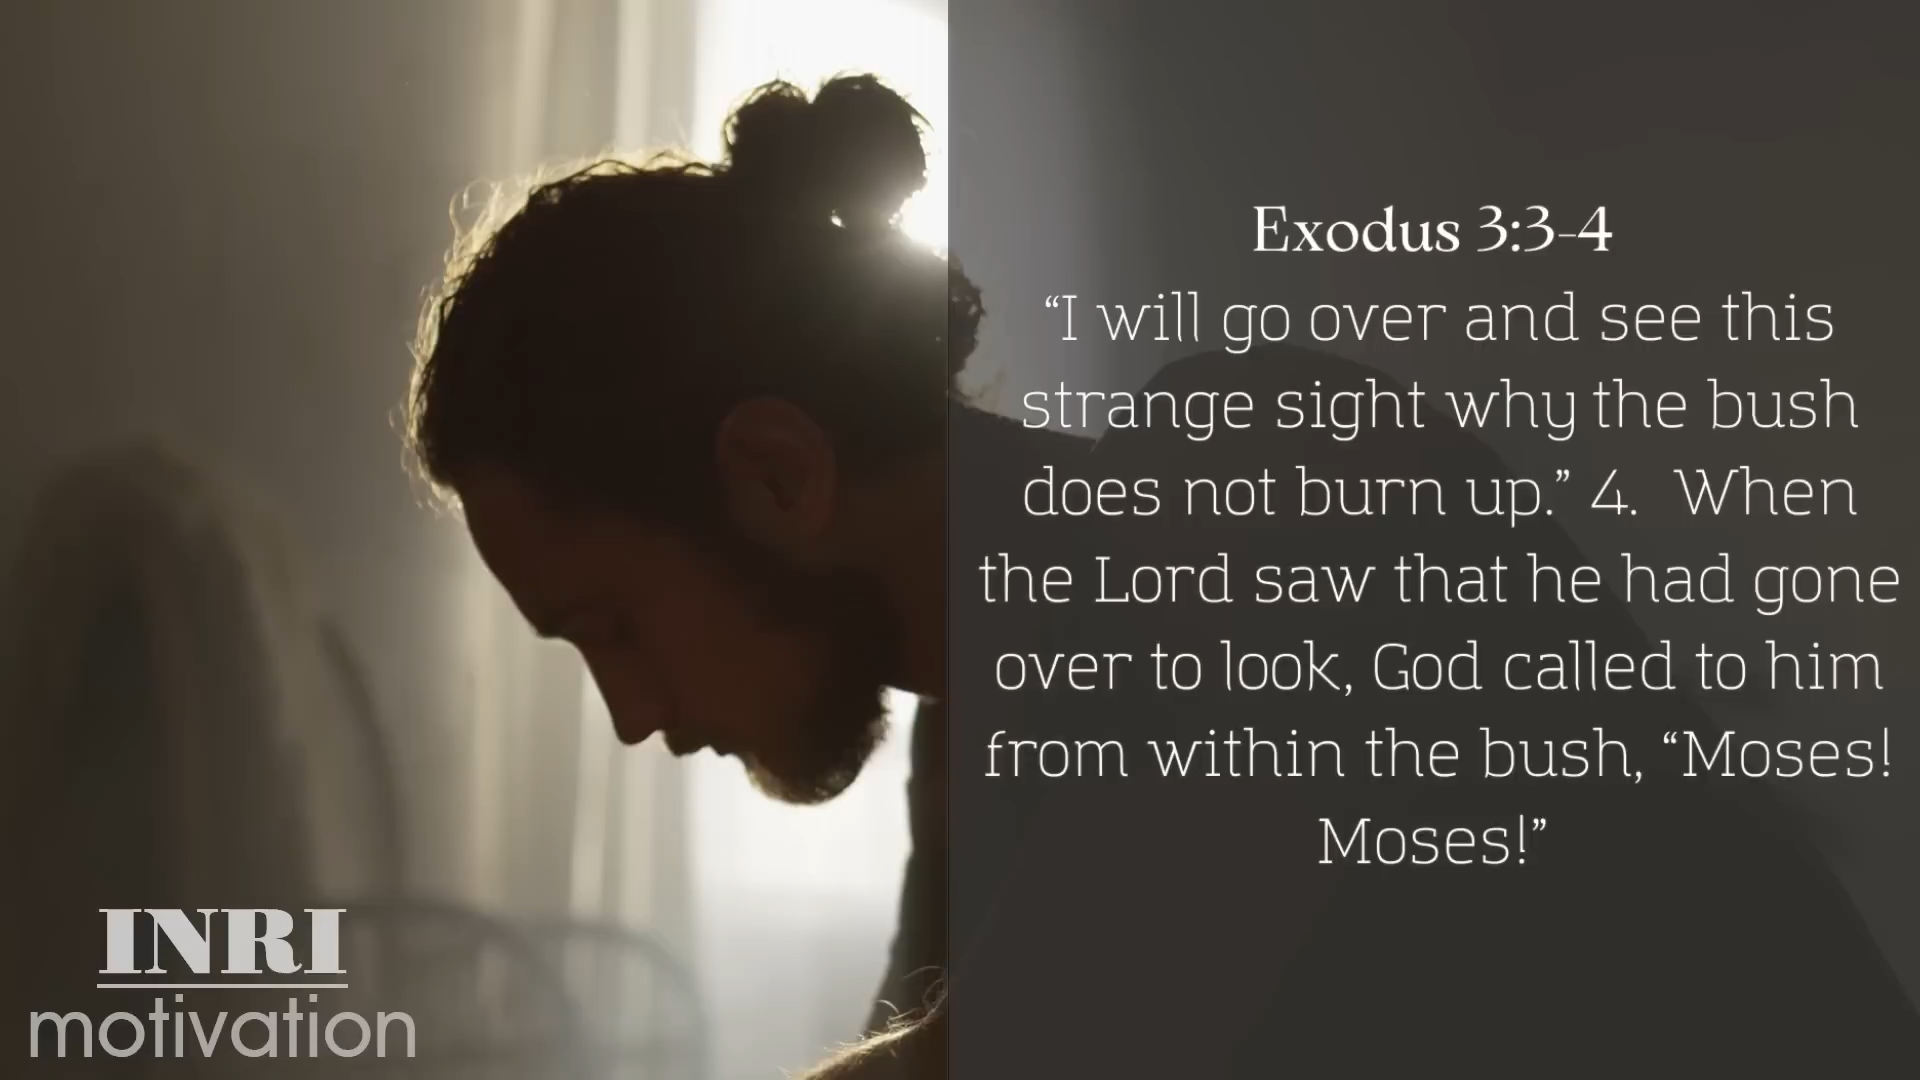 Exodus 3:3-4
“I will go over and see this
strange sight why the bush
does not burn up.” 4.  When
the Lord saw that he had gone
over to look, God called to him
from within the bush, “Moses!
Moses!”
INRI
motivation